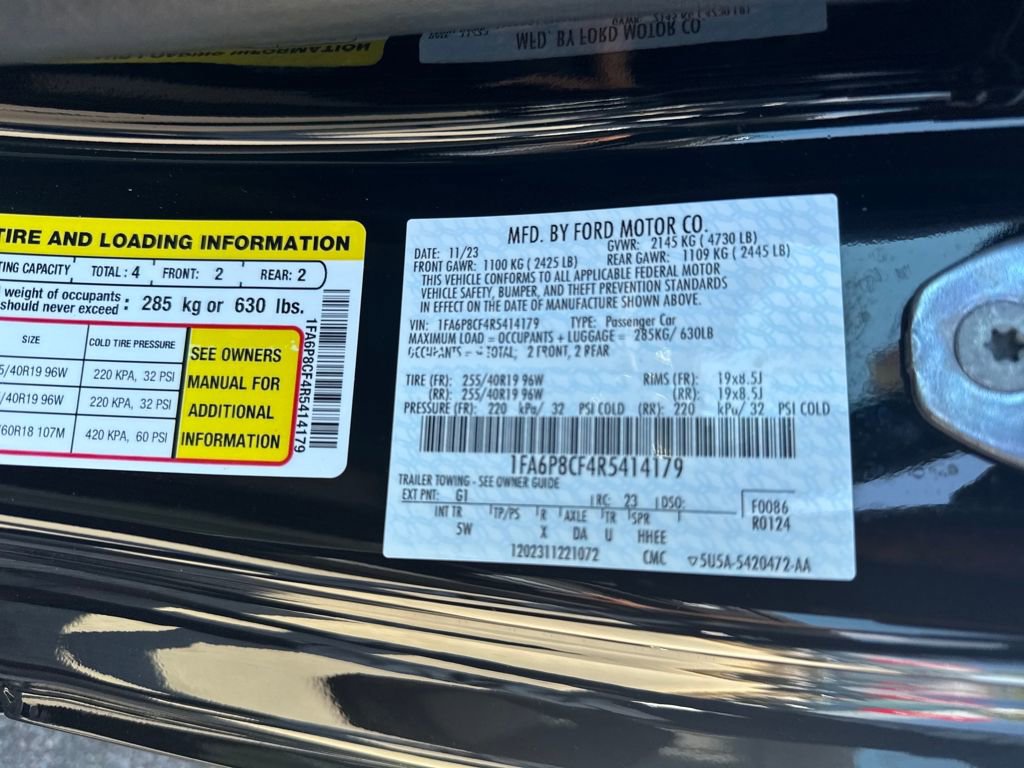 MFD. BY FORD MOTOR CO
TIRE AND LOADING INFORMATION
TING CAPACITY TOTAL: 4 FRONT: 2 REAR: 2
weight of occupants
should never exceed : 285 kg or 630 lbs.
SIZE COLD TIRE PRESSURE
5/40R19 96W 220 KPA, 32 PSI
/40R19 96W 220 KPA, 32 PSI
/60R18 107M 420 KPA, 60 PSI
SEE OWNERS
MANUAL FOR
ADDITIONAL
INFORMATION
1FA6P8CF4R5414179
MFD. BY FORD MOTOR CO.
DATE: 11/23 GVWR: 2145 KG ( 4730 LB)
FRONT GAWR: 1100 KG ( 2425 LB) REAR GAWR: 1109 KG ( 2445 LB)
THIS VEHICLE CONFORMS TO ALL APPLICABLE FEDERAL MOTOR
VEHICLE SAFETY, BUMPER, AND THEFT PREVENTION STANDARDS
IN EFFECT ON THE DATE OF MANUFACTURE SHOWN ABOVE.
VIN: 1FA6P8CF4R5414179 TYPE: Passenger Car
MAXIMUM LOAD = OCCUPANTS + LUGGAGE = 285KG/ 630LB
OCCUPANTS = 4 TOTAL; 2 FRONT, 2 REAR
TIRE (FR): 255/40R19 96W RiMS (FR): 19x8.5J
(RR): 255/40R19 96W (RR): 19x8.5J
PRESSURE (FR): 220 kPa/ 32 PSI COLD (RR): 220 kPa/ 32 PSI COLD
1FA6P8CF4R5414179
TRAILER TOWING - SEE OWNER GUIDE
EXT PNT: G1 RC: 23 DSO:
INT TR TP/PS R AXLE TR SPR
5W X DA U HHEE
F0086
R0124
1202311221072 CMC ▽5U5A-5420472-AA